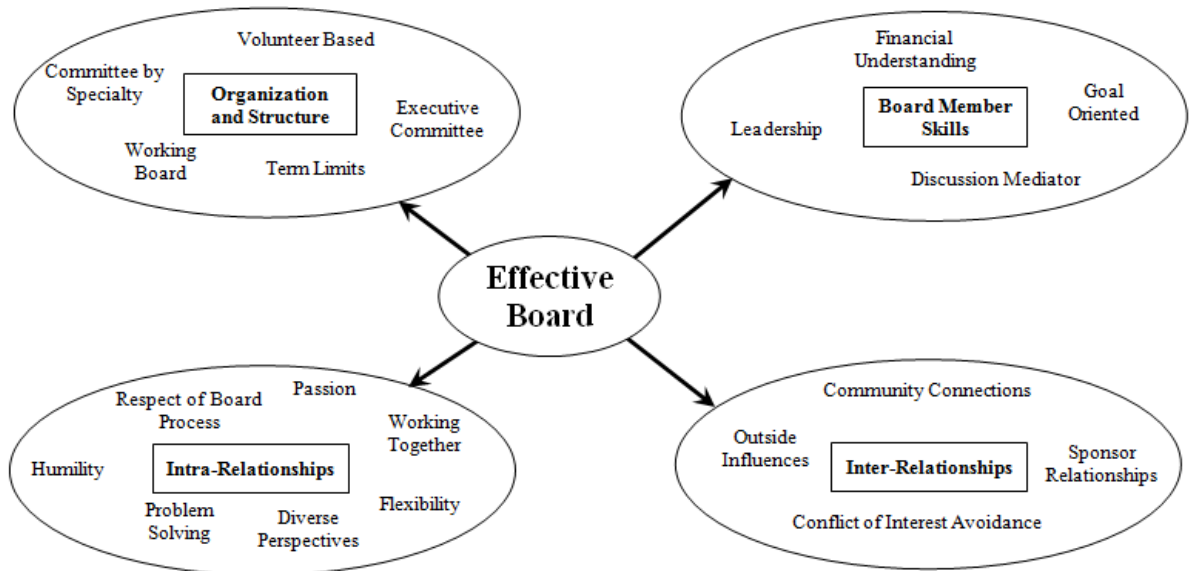 Volunteer Based
Committee by
Specialty
Organization
and Structure
Executive
Committee
Working
Board
Term Limits
Financial
Understanding
Goal
Oriented
Board Member
Skills
Leadership
Discussion Mediator
Effective
Board
Passion
Respect of Board
Process
Working
Together
Humility
Intra-Relationships
Flexibility
Problem
Solving
Diverse
Perspectives
Community Connections
Outside
Influences
Inter-Relationships
Sponsor
Relationships
Conflict of Interest Avoidance